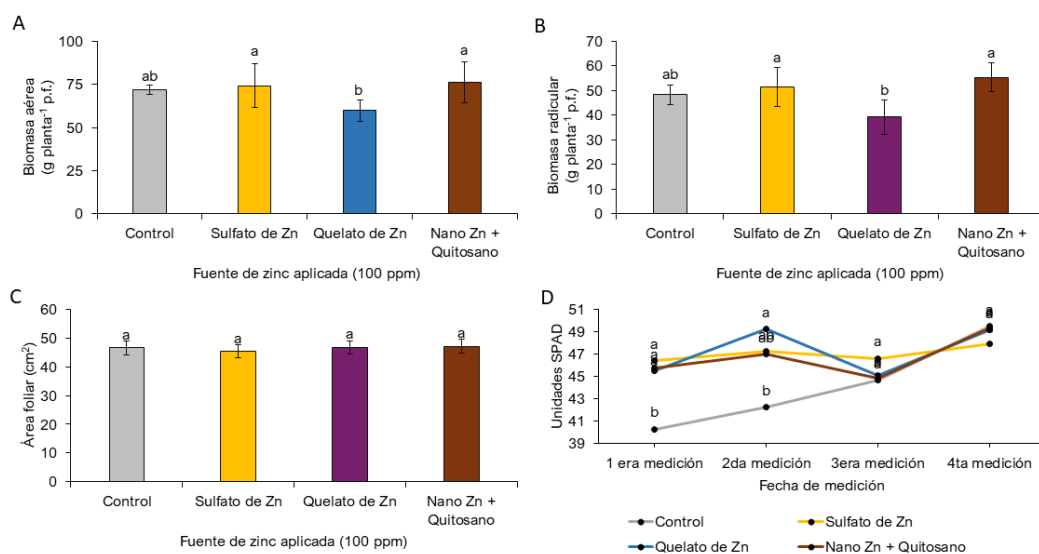 A
Biomasa aérea
(g planta⁻¹ p.f.)
100
75
50
25
0
ab
a
b
a
Control
Sulfato de Zn
Quelato de Zn
Nano Zn +
Quitosano
Fuente de zinc aplicada (100 ppm)
B
Biomasa radicular
(g planta⁻¹ p.f.)
70
60
50
40
30
20
10
0
ab
a
b
a
Control
Sulfato de Zn
Quelato de Zn
Nano Zn +
Quitosano
Fuente de zinc aplicada (100 ppm)
C
Área foliar (cm²)
60
50
40
30
20
10
0
a
a
a
a
Control
Sulfato de Zn
Quelato de Zn
Nano Zn +
Quitosano
Fuente de zinc aplicada (100 ppm)
D
Unidades SPAD
51
49
47
45
43
41
39
a
a
b
a
ab
b
a
a
a
a
1 era medición
2da medición
3era medición
4ta medición
Fecha de medición
Control
Sulfato de Zn
Quelato de Zn
Nano Zn + Quitosano